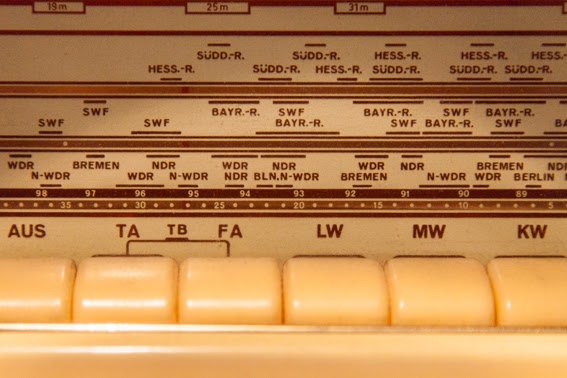 19m 25m 31m
SÜDD.-R. SÜDD.-R. HESS.-R. SÜDD.-R. HESS.-R.
HESS.-R. SÜDD.-R. HESS.-R. SÜDD.-R. SÜDD.-R. SÜDD.-R.
SWF BAYR.-R. SWF BAYR.-R. SWF BAYR.-R.
SWF SWF BAYR.-R. SWF BAYR.-R. SWF
WDR BREMEN NDR WDR NDR WDR NDR BREMEN NDR
N-WDR WDR N-WDR NDR BLN. N-WDR BREMEN N-WDR WDR BERLIN
98 97 96 95 94 93 92 91 90 89
35 30 25 20 15 10 5
AUS TA TB FA LW MW KW